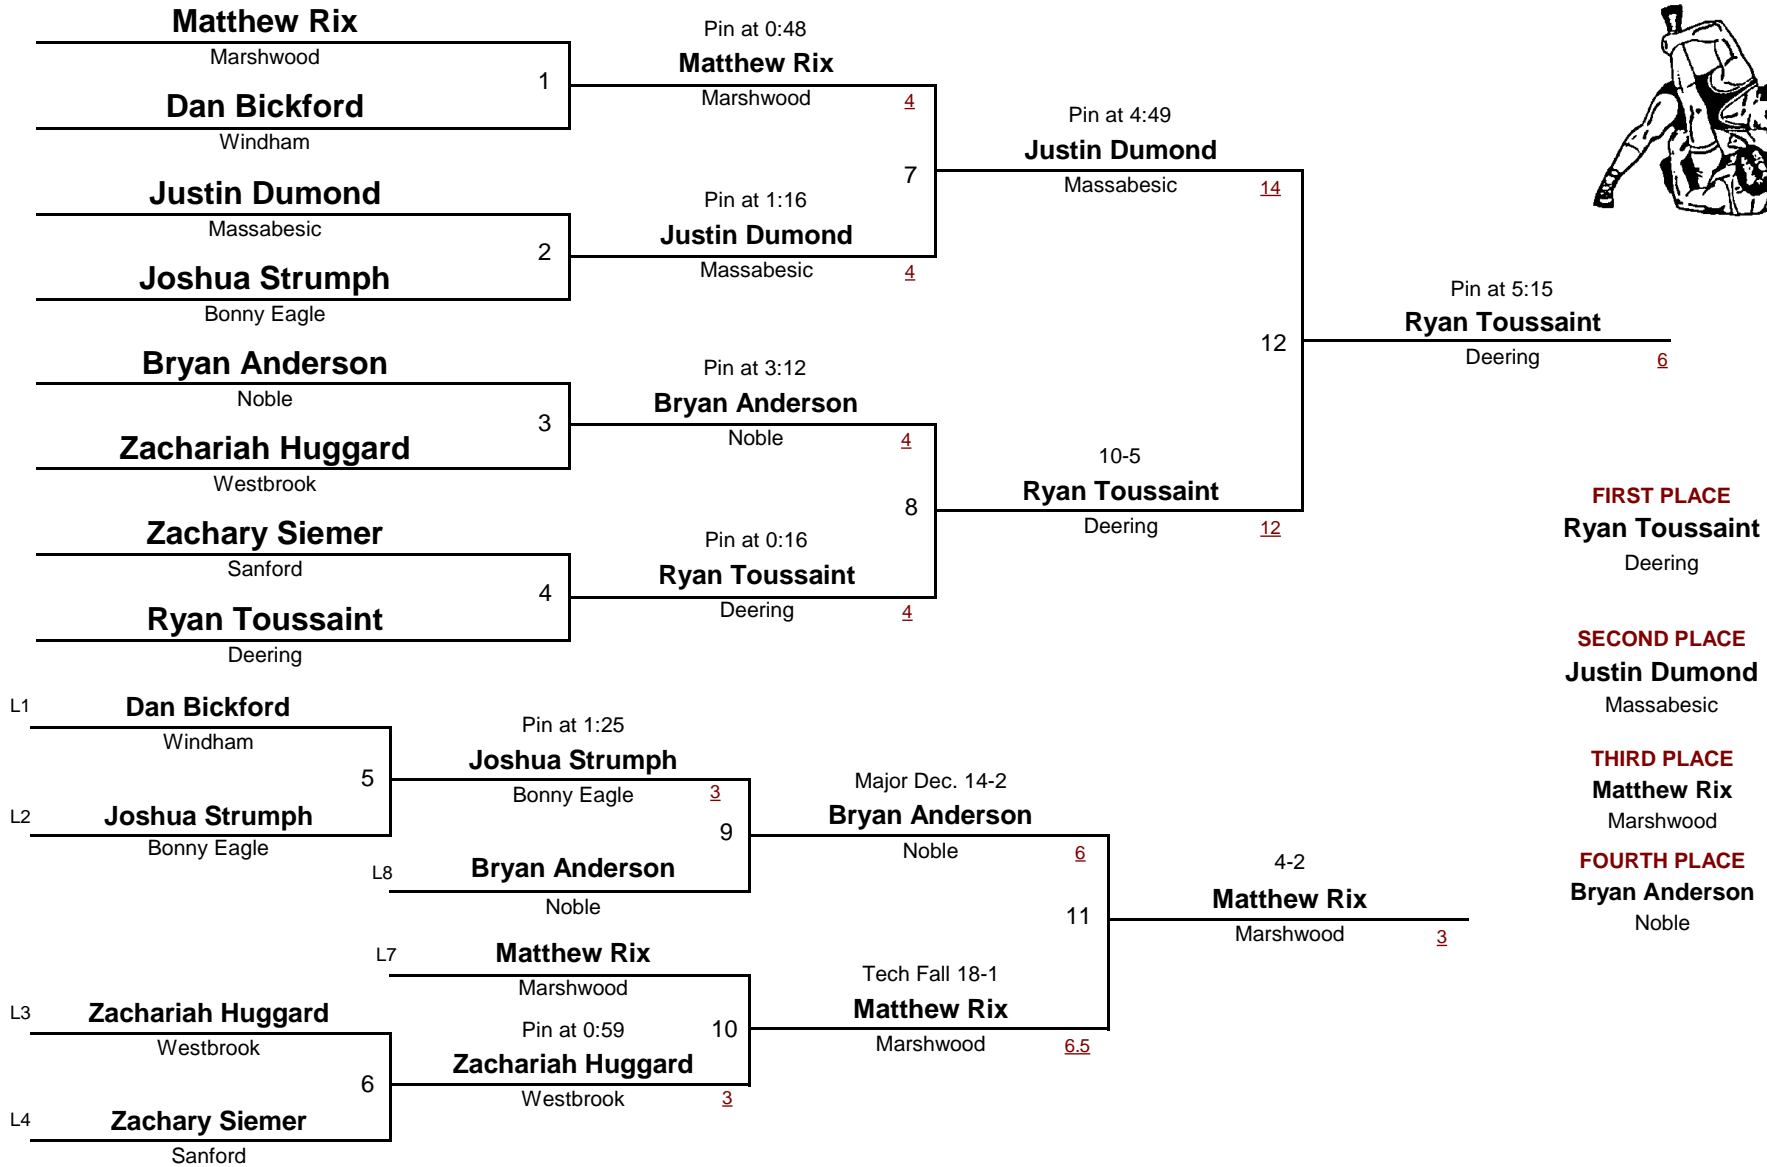 Matthew Rix
Marshwood
1
Dan Bickford
Windham
Justin Dumond
Massabesic
2
Joshua Strumph
Bonny Eagle
Bryan Anderson
Noble
3
Zachariah Huggard
Westbrook
Zachary Siemer
Sanford
4
Ryan Toussaint
Deering
Pin at 0:48
Matthew Rix
Marshwood
4
7
Pin at 1:16
Justin Dumond
Massabesic
4
Pin at 3:12
Bryan Anderson
Noble
4
8
Pin at 0:16
Ryan Toussaint
Deering
4
Pin at 4:49
Justin Dumond
Massabesic
14
12
10-5
Ryan Toussaint
Deering
12
Pin at 5:15
Ryan Toussaint
Deering
6
FIRST PLACE
Ryan Toussaint
Deering
SECOND PLACE
Justin Dumond
Massabesic
THIRD PLACE
Matthew Rix
Marshwood
FOURTH PLACE
Bryan Anderson
Noble
L1
Dan Bickford
Windham
5
L2
Joshua Strumph
Bonny Eagle
Pin at 1:25
Joshua Strumph
Bonny Eagle
3
9
L8
Bryan Anderson
Noble
L7
Matthew Rix
Marshwood
10
Pin at 0:59
Zachariah Huggard
Westbrook
3
L3
Zachariah Huggard
Westbrook
6
L4
Zachary Siemer
Sanford
Major Dec. 14-2
Bryan Anderson
Noble
6
11
Tech Fall 18-1
Matthew Rix
Marshwood
6.5
4-2
Matthew Rix
Marshwood
3